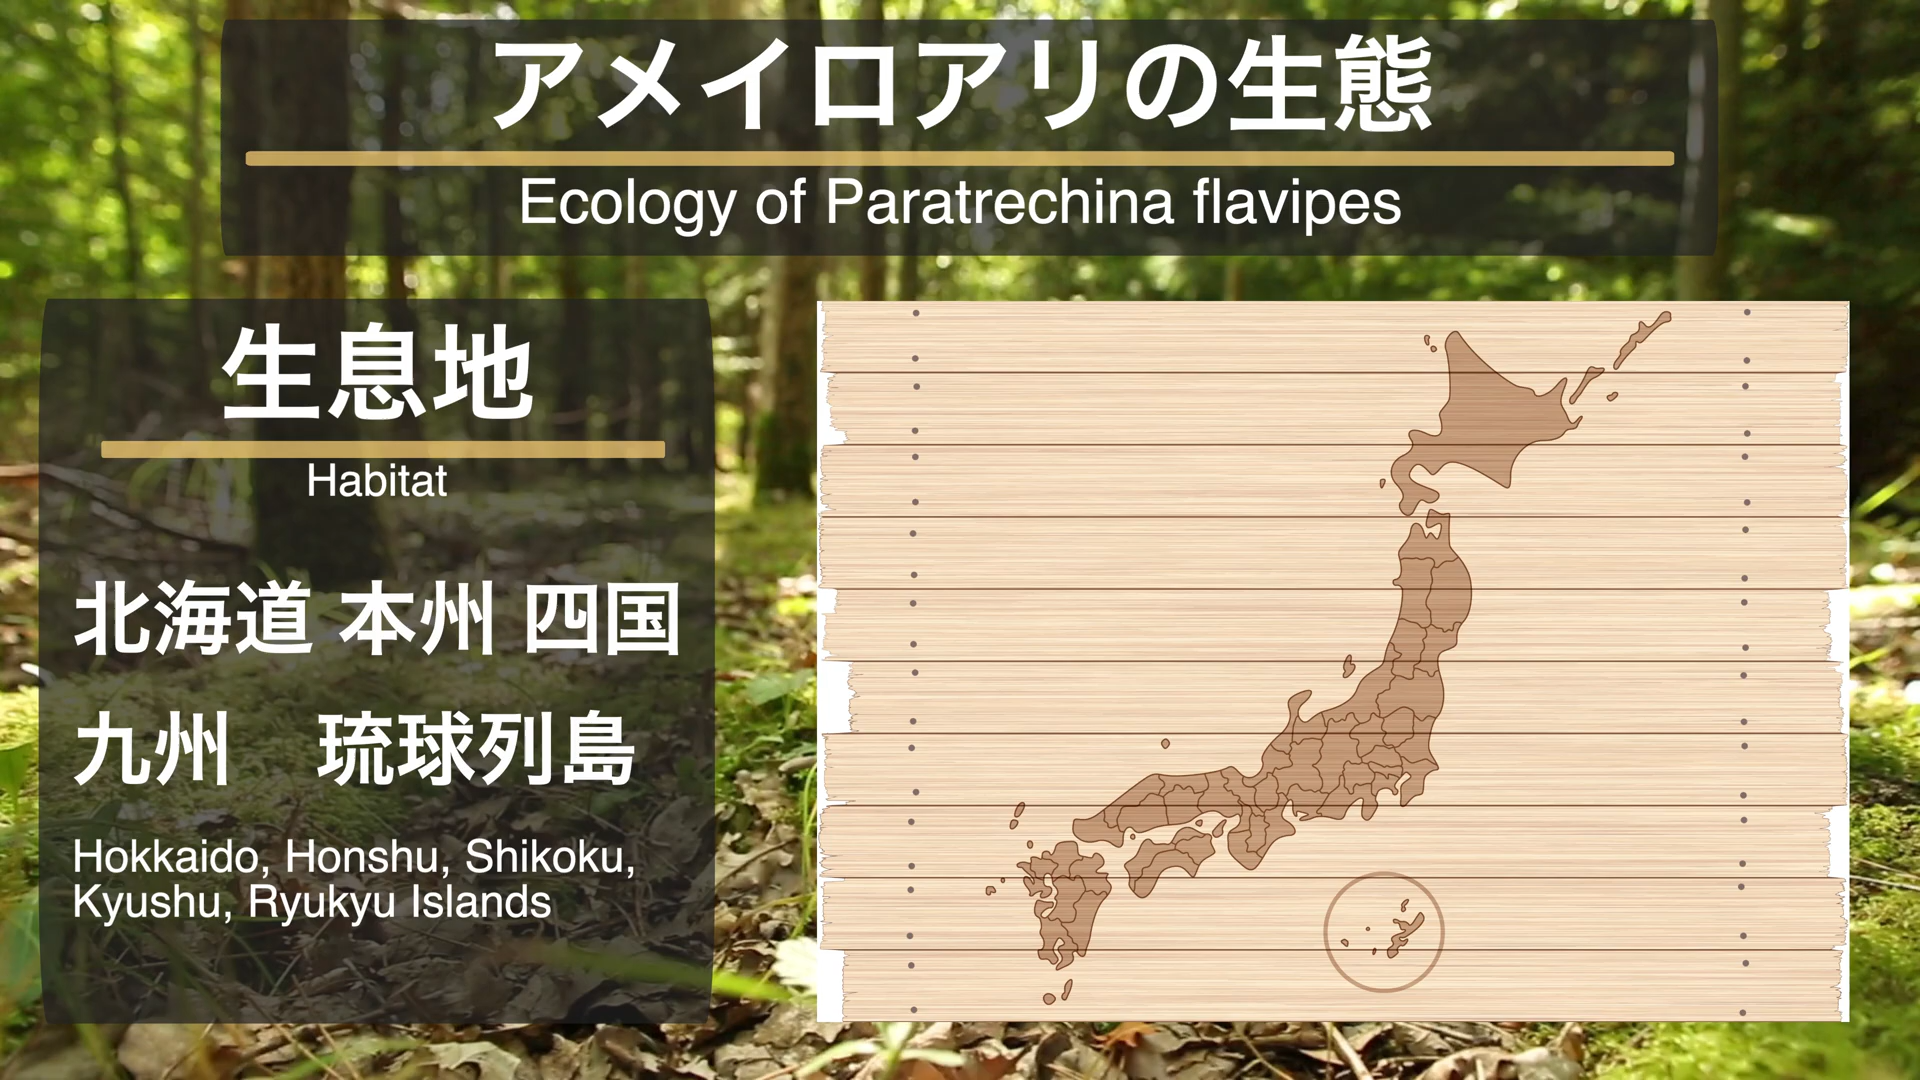 アメイロアリの生態
Ecology of Paratrechina flavipes
生息地
Habitat
北海道 本州 四国
九州　琉球列島
Hokkaido, Honshu, Shikoku,
Kyushu, Ryukyu Islands